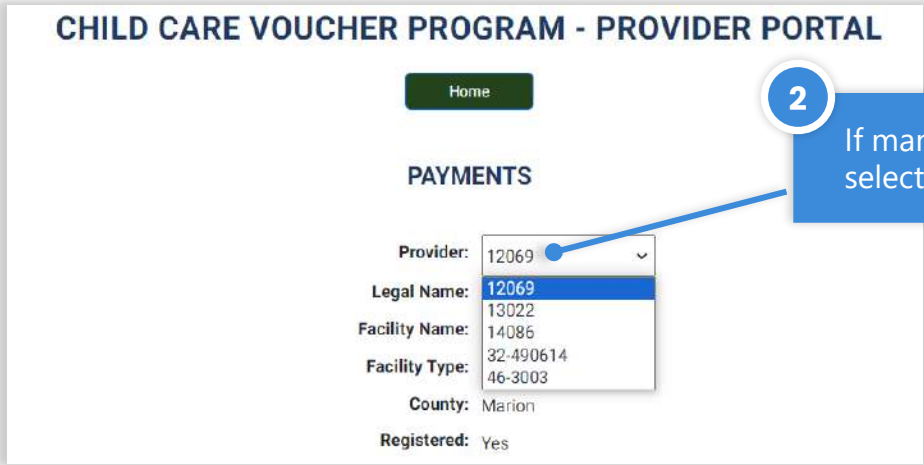 CHILD CARE VOUCHER PROGRAM - PROVIDER PORTAL
Home
2
If
select
PAYMENTS
Provider: 12069
12069
Legal Name:
13022
Facility Name:
14086
32-490614
Facility Type:
46-3003
County: Marion
Registered: Yes